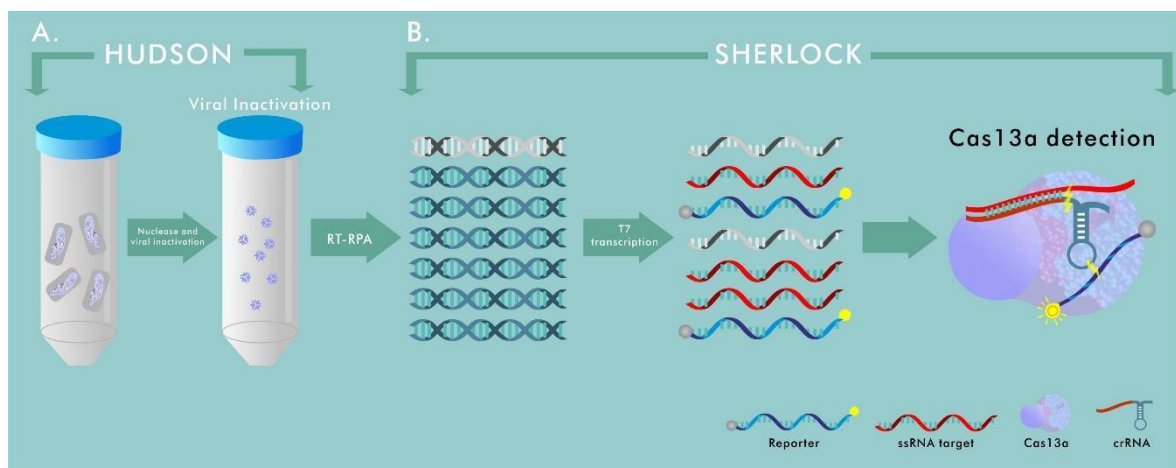 A.
HUDSON
B.
SHERLOCK
Viral Inactivation
Nuclease and
viral inactivation
RT-RPA
T7
transcription
Cas13a detection
Reporter
ssRNA target
Cas13a
crRNA